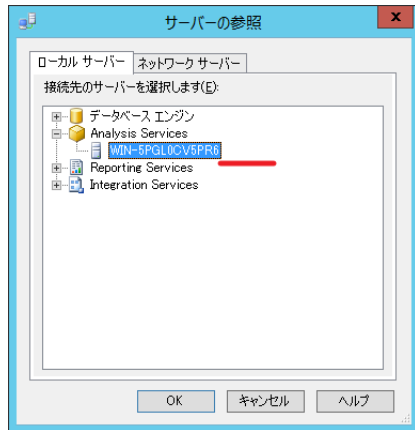 サーバーの参照
x
ローカル サーバー ネットワーク サーバー
接続先のサーバーを選択します(E):
データベース エンジン
Analysis Services
WIN-5PGL0CV5PR6
Reporting Services
Integration Services
OK キャンセル ヘルプ